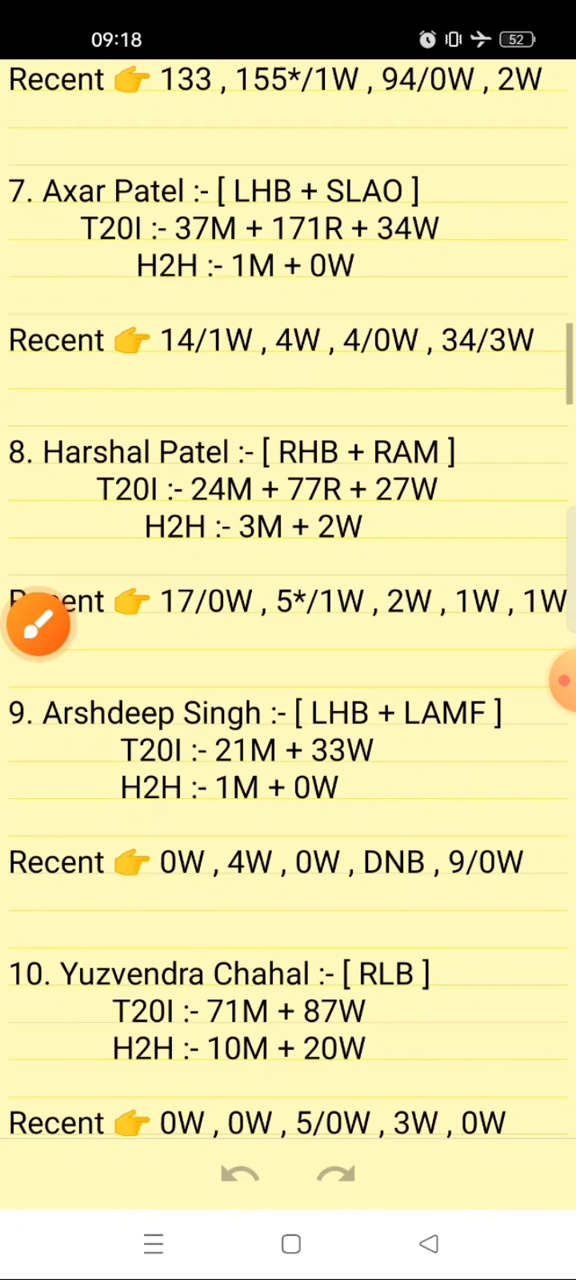 09:18
52
Recent 👉 133 , 155*/1W , 94/0W , 2W
7. Axar Patel :- [ LHB + SLAO ]
T20I :- 37M + 171R + 34W
H2H :- 1M + 0W
Recent 👉 14/1W , 4W , 4/0W , 34/3W
8. Harshal Patel :- [ RHB + RAM ]
T20I :- 24M + 77R + 27W
H2H :- 3M + 2W
👉 17/0W , 5*/1W , 2W , 1W , 1W
9. Arshdeep Singh :- [ LHB + LAMF ]
T20I :- 21M + 33W
H2H :- 1M + 0W
Recent 👉 0W , 4W , 0W , DNB , 9/0W
10. Yuzvendra Chahal :- [ RLB ]
T20I :- 71M + 87W
H2H :- 10M + 20W
Recent 👉 0W , 0W , 5/0W , 3W , 0W